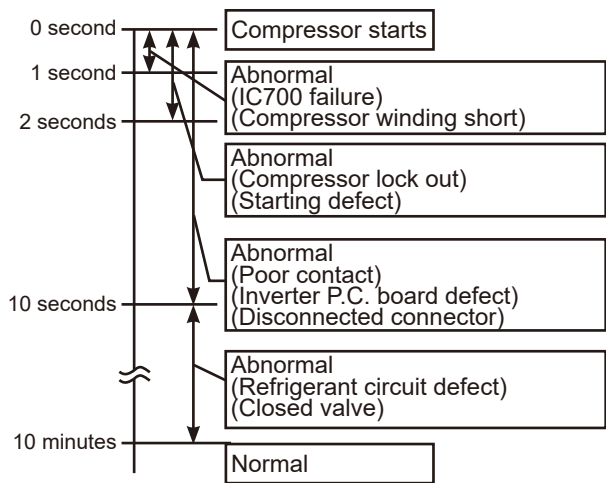 0 second
Compressor starts
1 second
Abnormal
(IC700 failure)
(Compressor winding short)
2 seconds
Abnormal
(Compressor lock out)
(Starting defect)
Abnormal
(Poor contact)
(Inverter P.C. board defect)
(Disconnected connector)
10 seconds
Abnormal
(Refrigerant circuit defect)
(Closed valve)
10 minutes
Normal